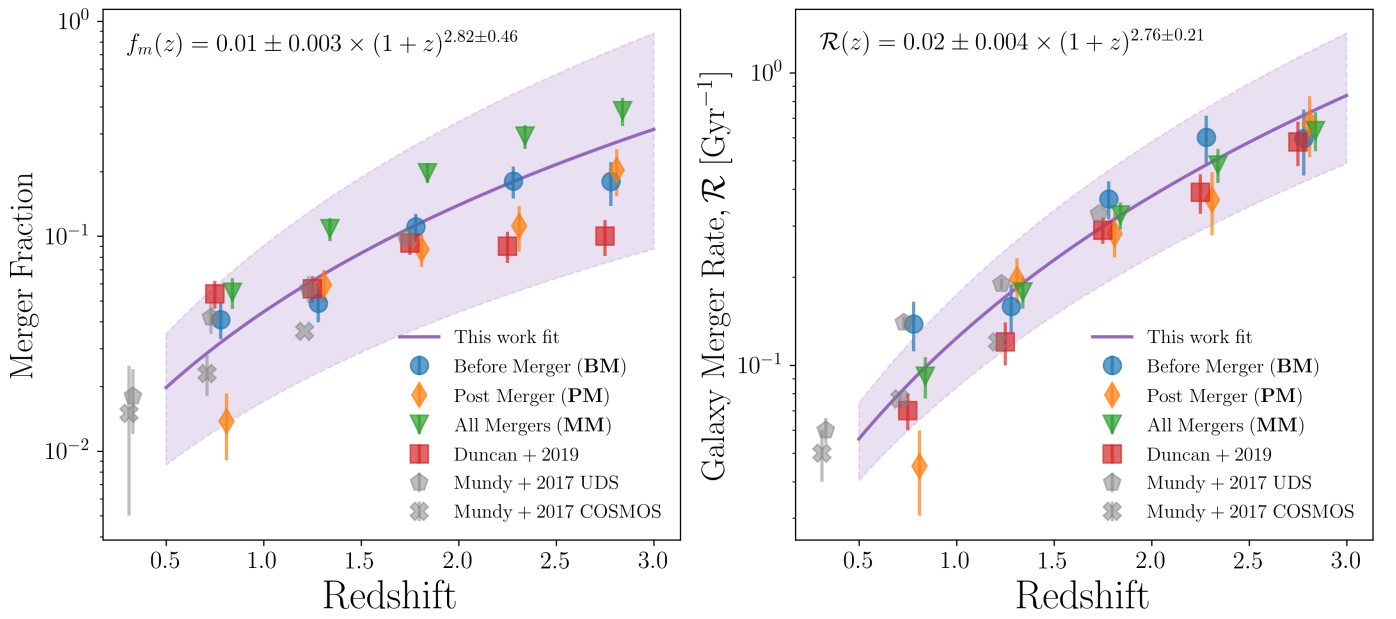 f_m(z) = 0.01 ± 0.003 × (1 + z)^{2.82±0.46}
Merger Fraction
10^0
10^{-1}
10^{-2}
This work fit
Before Merger (BM)
Post Merger (PM)
All Mergers (MM)
Duncan + 2019
Mundy + 2017 UDS
Mundy + 2017 COSMOS
0.5 1.0 1.5 2.0 2.5 3.0
Redshift
ℛ(z) = 0.02 ± 0.004 × (1 + z)^{2.76±0.21}
Galaxy Merger Rate, ℛ [Gyr^{-1}]
10^0
10^{-1}
This work fit
Before Merger (BM)
Post Merger (PM)
All Mergers (MM)
Duncan + 2019
Mundy + 2017 UDS
Mundy + 2017 COSMOS
0.5 1.0 1.5 2.0 2.5 3.0
Redshift